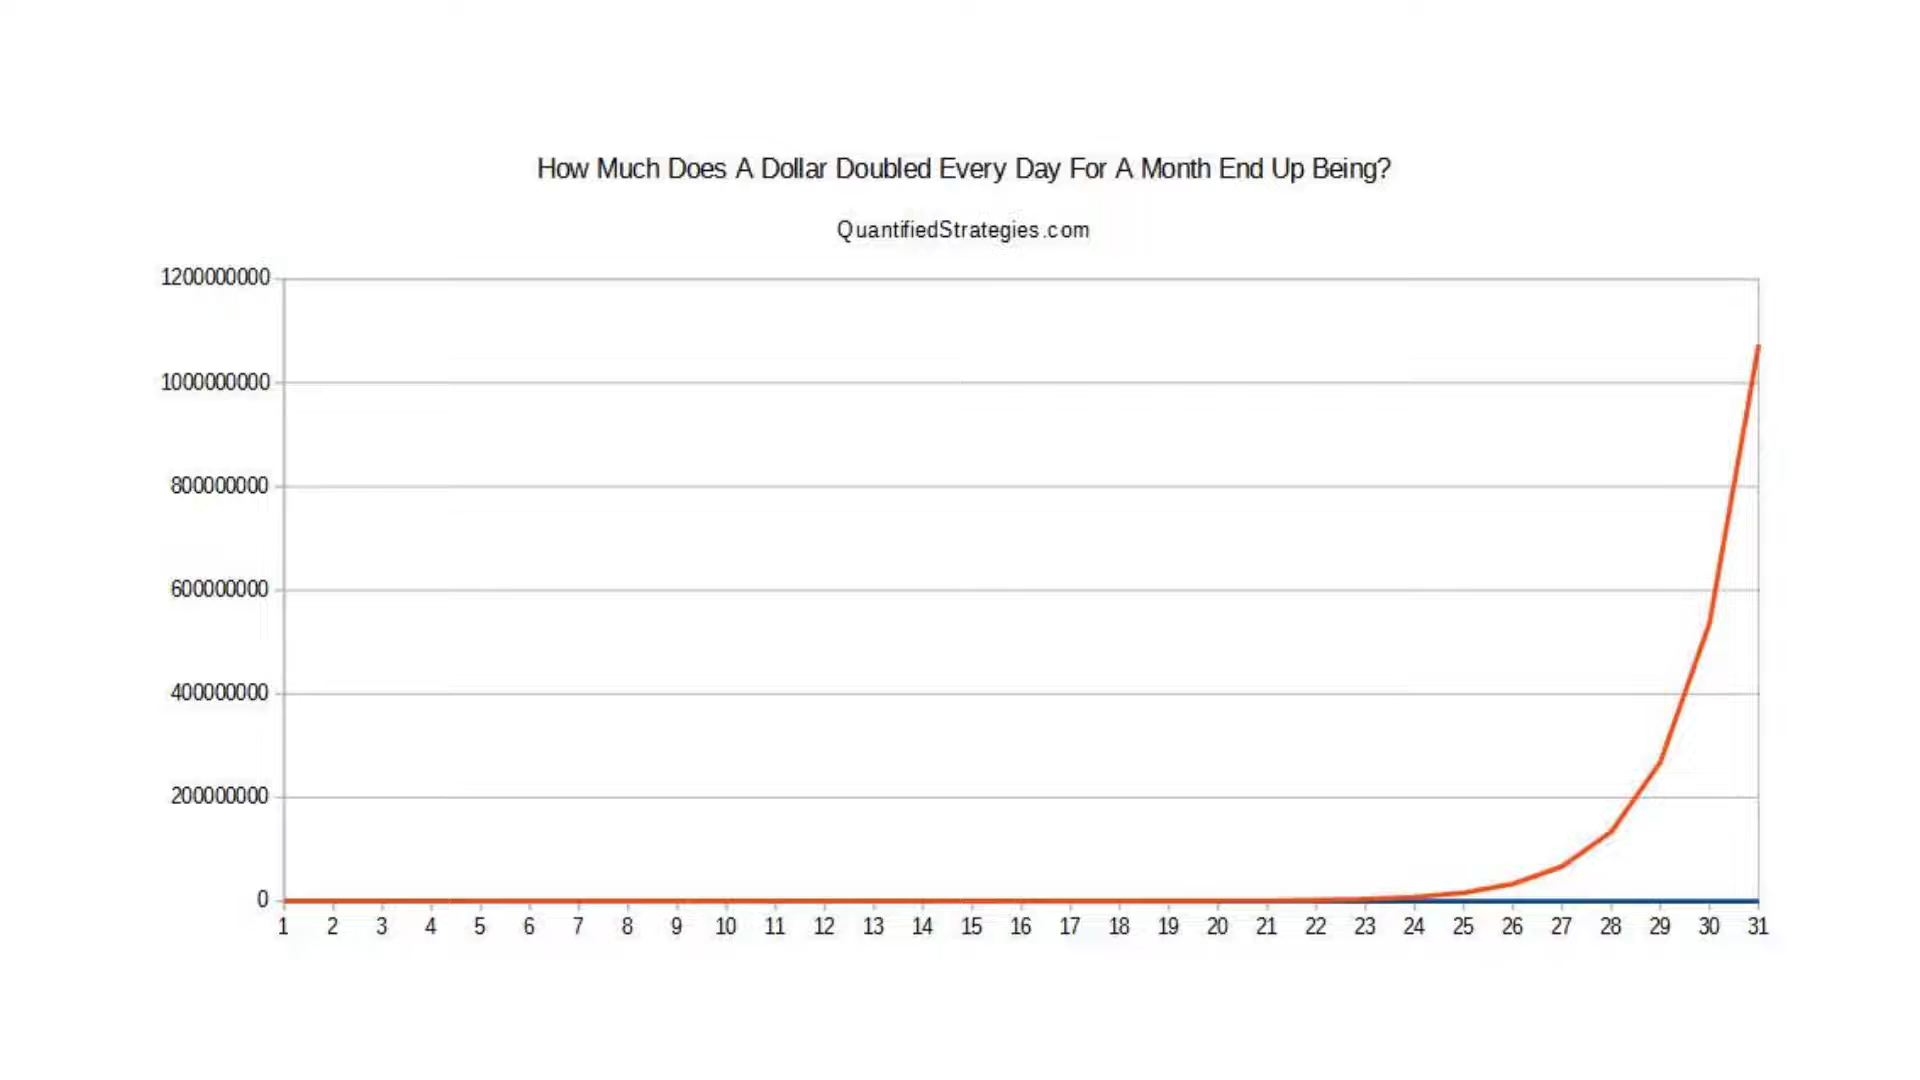 How Much Does A Dollar Doubled Every Day For A Month End Up Being?
QuantifiedStrategies.com
1200000000
1000000000
800000000
600000000
400000000
200000000
0
1 2 3 4 5 6 7 8 9 10 11 12 13 14 15 16 17 18 19 20 21 22 23 24 25 26 27 28 29 30 31